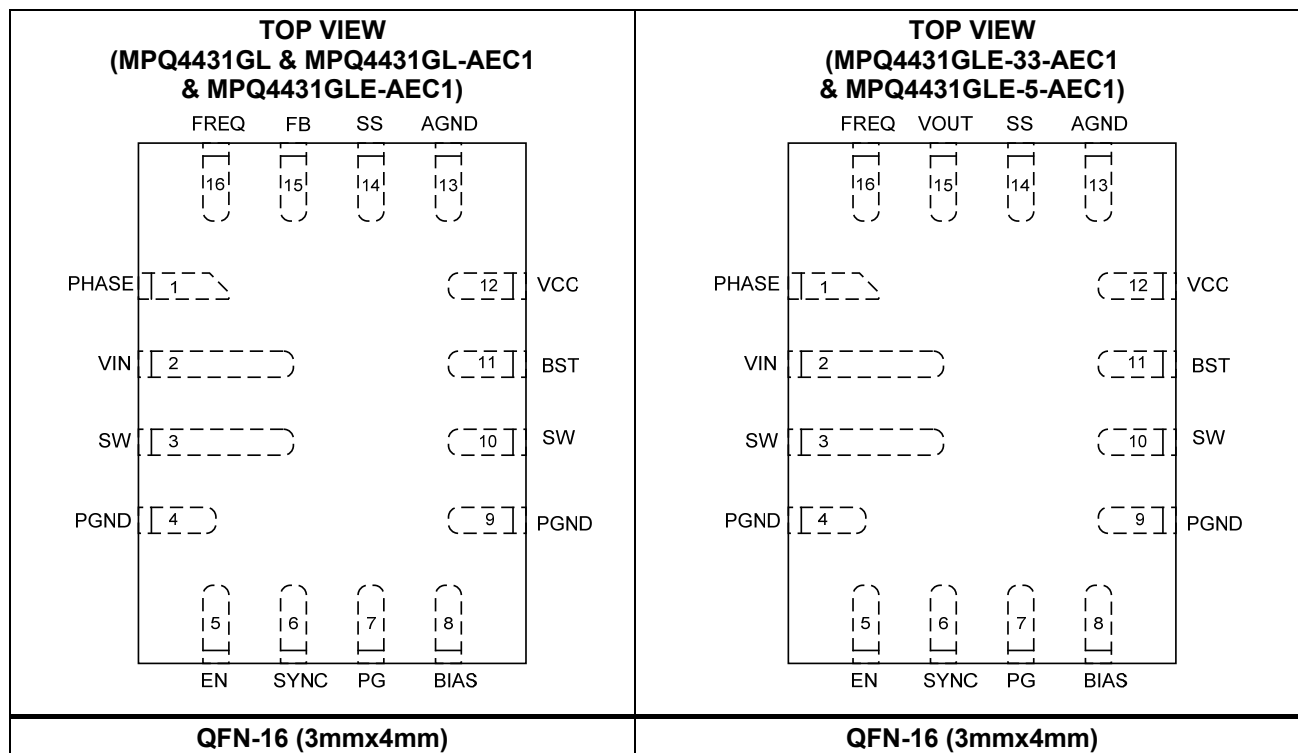 TOP VIEW
(MPQ4431GL & MPQ4431GL-AEC1
& MPQ4431GLE-AEC1)
FREQ FB SS AGND
16 15 14 13
PHASE 1 12 VCC
VIN 2 11 BST
SW 3 10 SW
PGND 4 9 PGND
5 6 7 8
EN SYNC PG BIAS
QFN-16 (3mmx4mm)
TOP VIEW
(MPQ4431GLE-33-AEC1
& MPQ4431GLE-5-AEC1)
FREQ VOUT SS AGND
16 15 14 13
PHASE 1 12 VCC
VIN 2 11 BST
SW 3 10 SW
PGND 4 9 PGND
5 6 7 8
EN SYNC PG BIAS
QFN-16 (3mmx4mm)